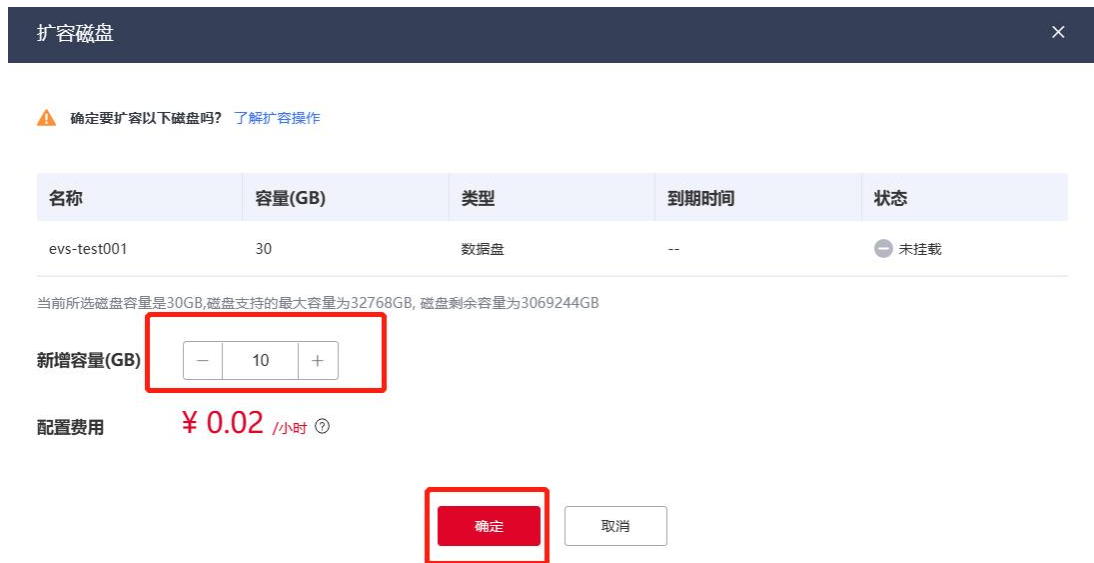 扩容磁盘
确定要扩容以下磁盘吗? 了解扩容操作
名称 容量(GB) 类型 到期时间 状态
evs-test001 30 数据盘 -- 未挂载
当前所选磁盘容量是30GB,磁盘支持的最大容量为32768GB, 磁盘剩余容量为3069244GB
新增容量(GB) − 10 +
配置费用 ¥ 0.02 /小时 ?
确定 取消